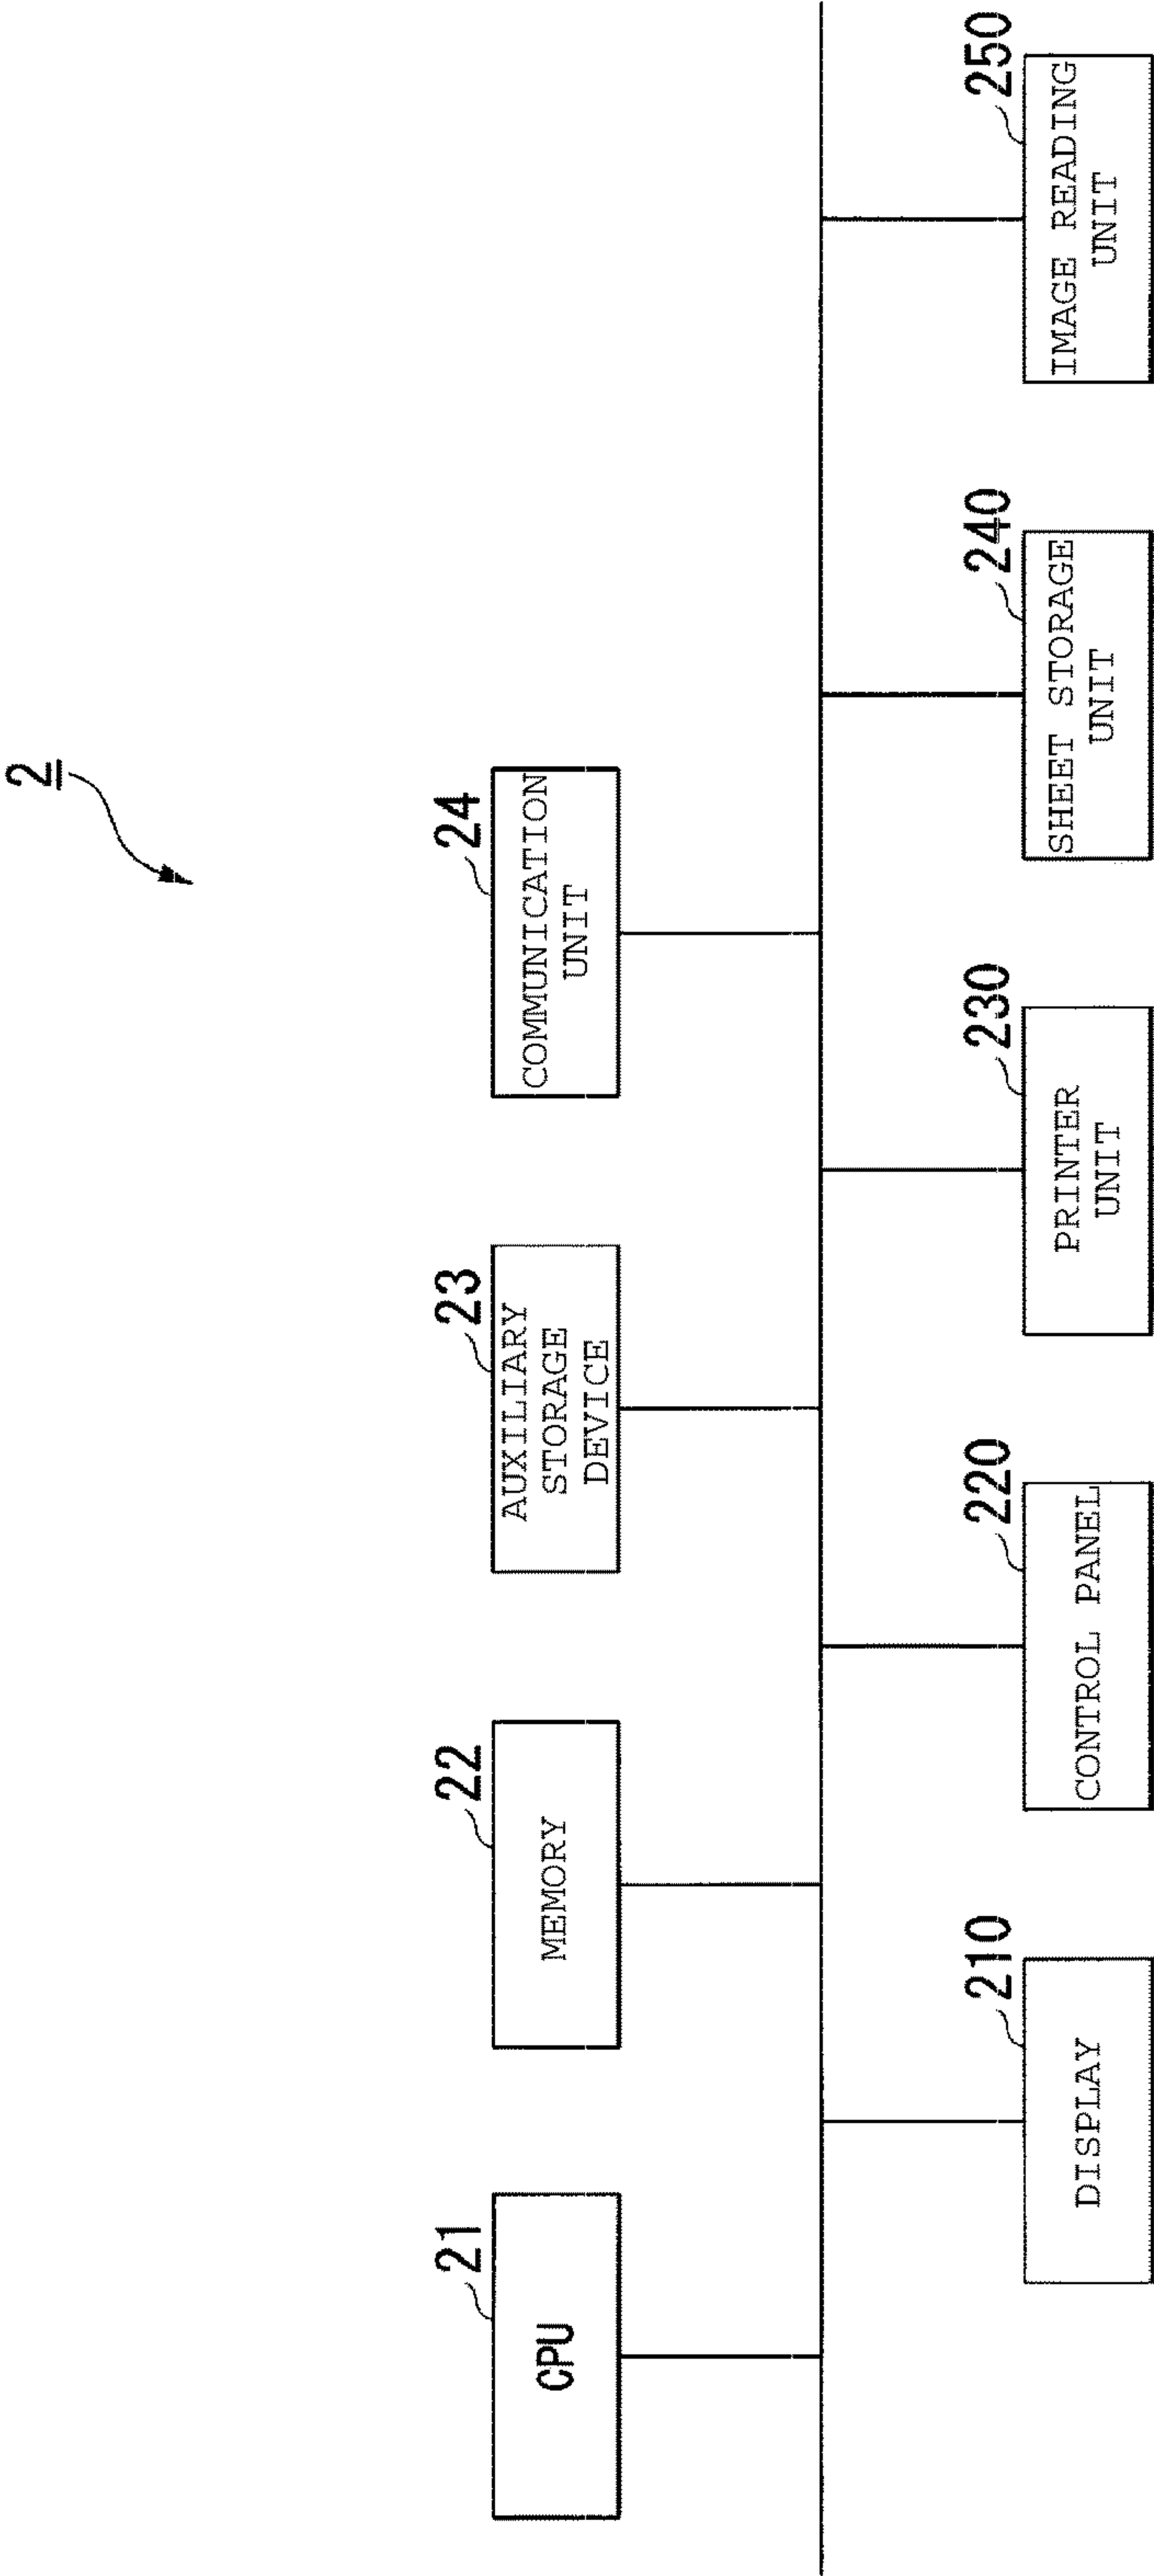 2
21
CPU
22
MEMORY
23
AUXILIARY
STORAGE
DEVICE
24
COMMUNICATION
UNIT
210
DISPLAY
220
CONTROL PANEL
230
PRINTER
UNIT
240
SHEET STORAGE
UNIT
250
IMAGE READING
UNIT